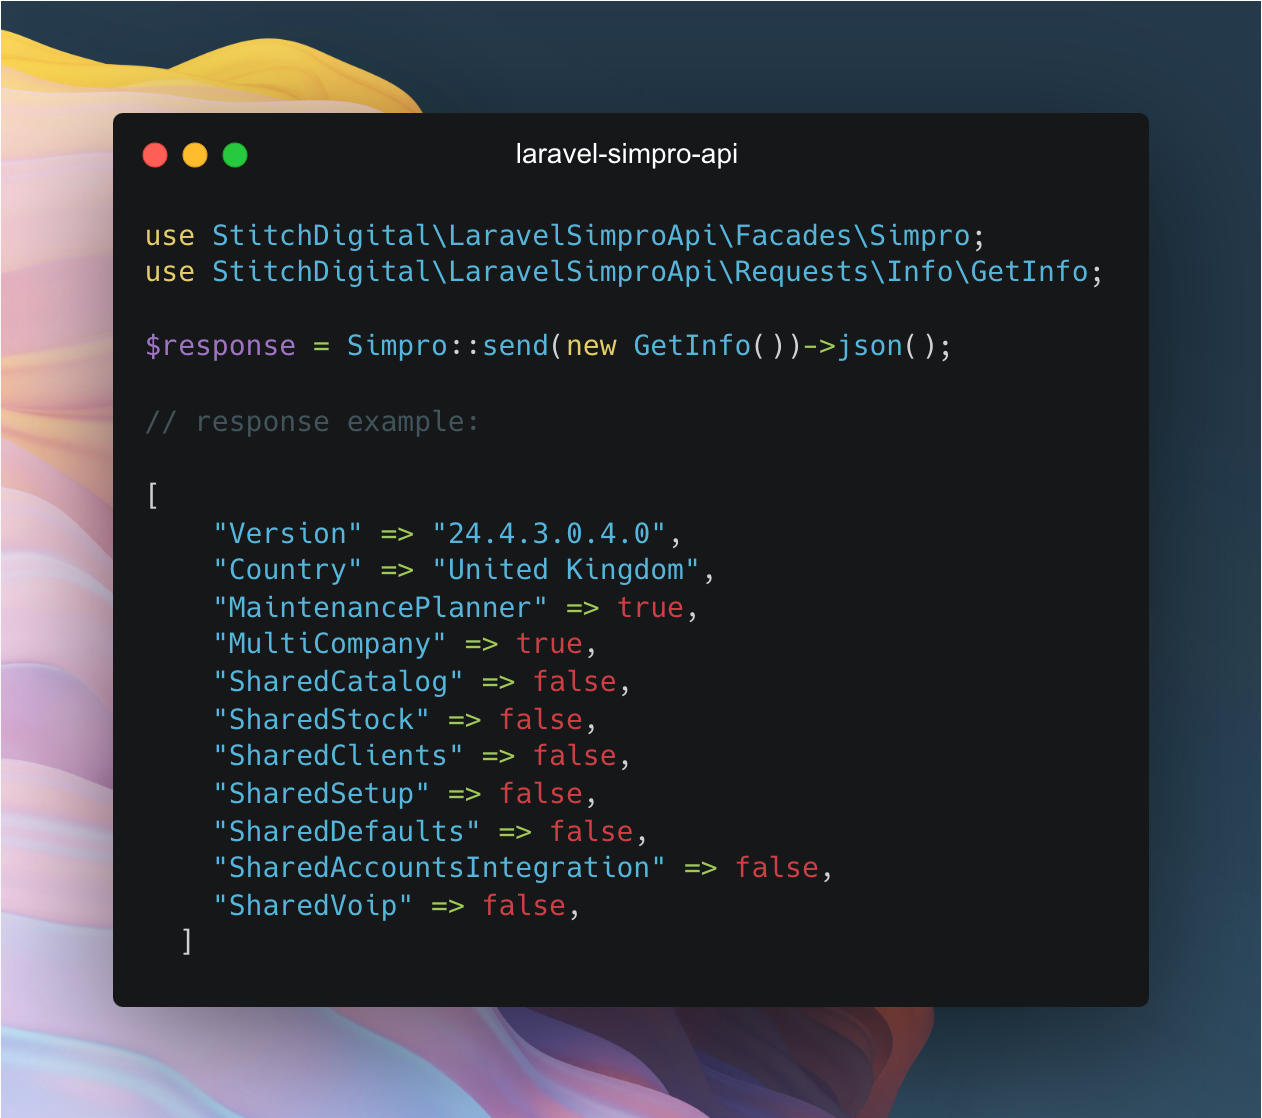 laravel-simpro-api
use StitchDigital\LaravelSimproApi\Facades\Simpro;
use StitchDigital\LaravelSimproApi\Requests\Info\GetInfo;
$response = Simpro::send(new GetInfo())->json();
// response example:
[
    "Version" => "24.4.3.0.4.0",
    "Country" => "United Kingdom",
    "MaintenancePlanner" => true,
    "MultiCompany" => true,
    "SharedCatalog" => false,
    "SharedStock" => false,
    "SharedClients" => false,
    "SharedSetup" => false,
    "SharedDefaults" => false,
    "SharedAccountsIntegration" => false,
    "SharedVoip" => false,
  ]